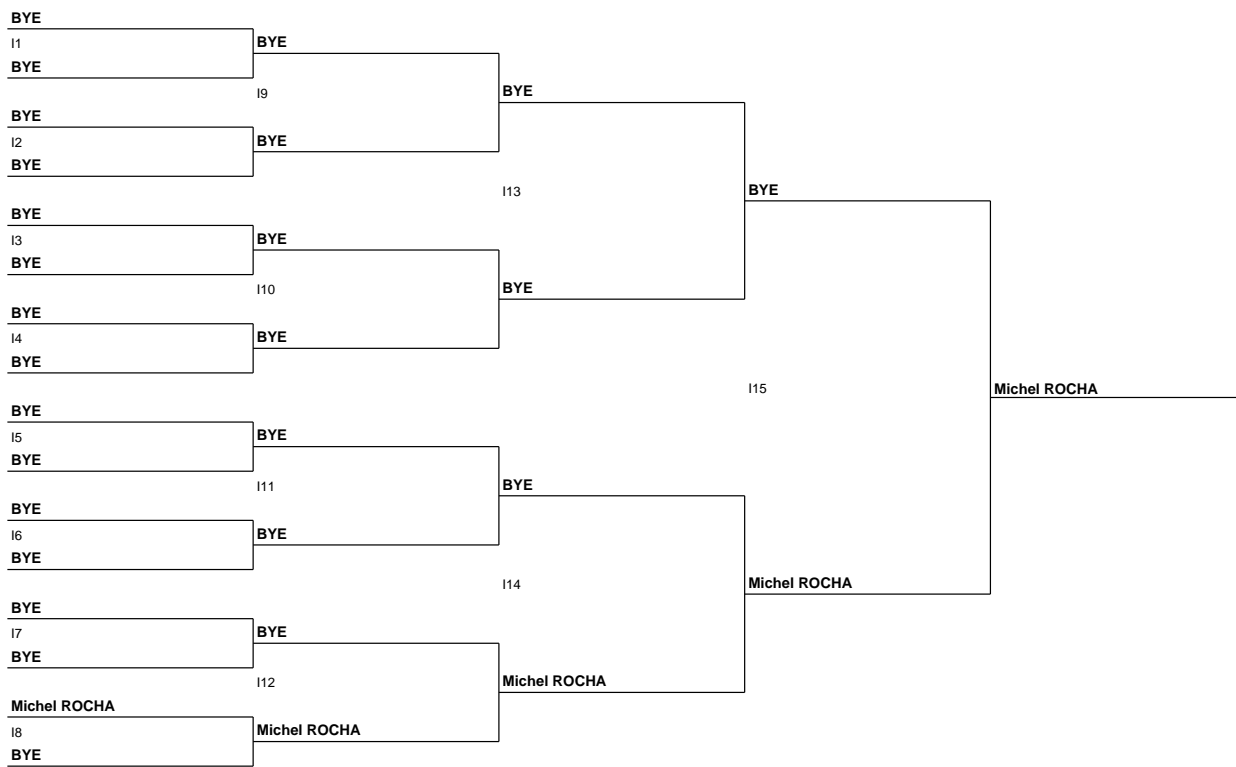 BYE
I1
BYE
BYE
I9
BYE
BYE
I2
BYE
BYE
I13
BYE
BYE
BYE
I3
BYE
BYE
I10
BYE
BYE
I4
BYE
BYE
I15
Michel ROCHA
BYE
I5
BYE
BYE
I11
BYE
BYE
I6
BYE
BYE
I14
Michel ROCHA
BYE
I7
BYE
BYE
I12
Michel ROCHA
Michel ROCHA
I8
Michel ROCHA
BYE